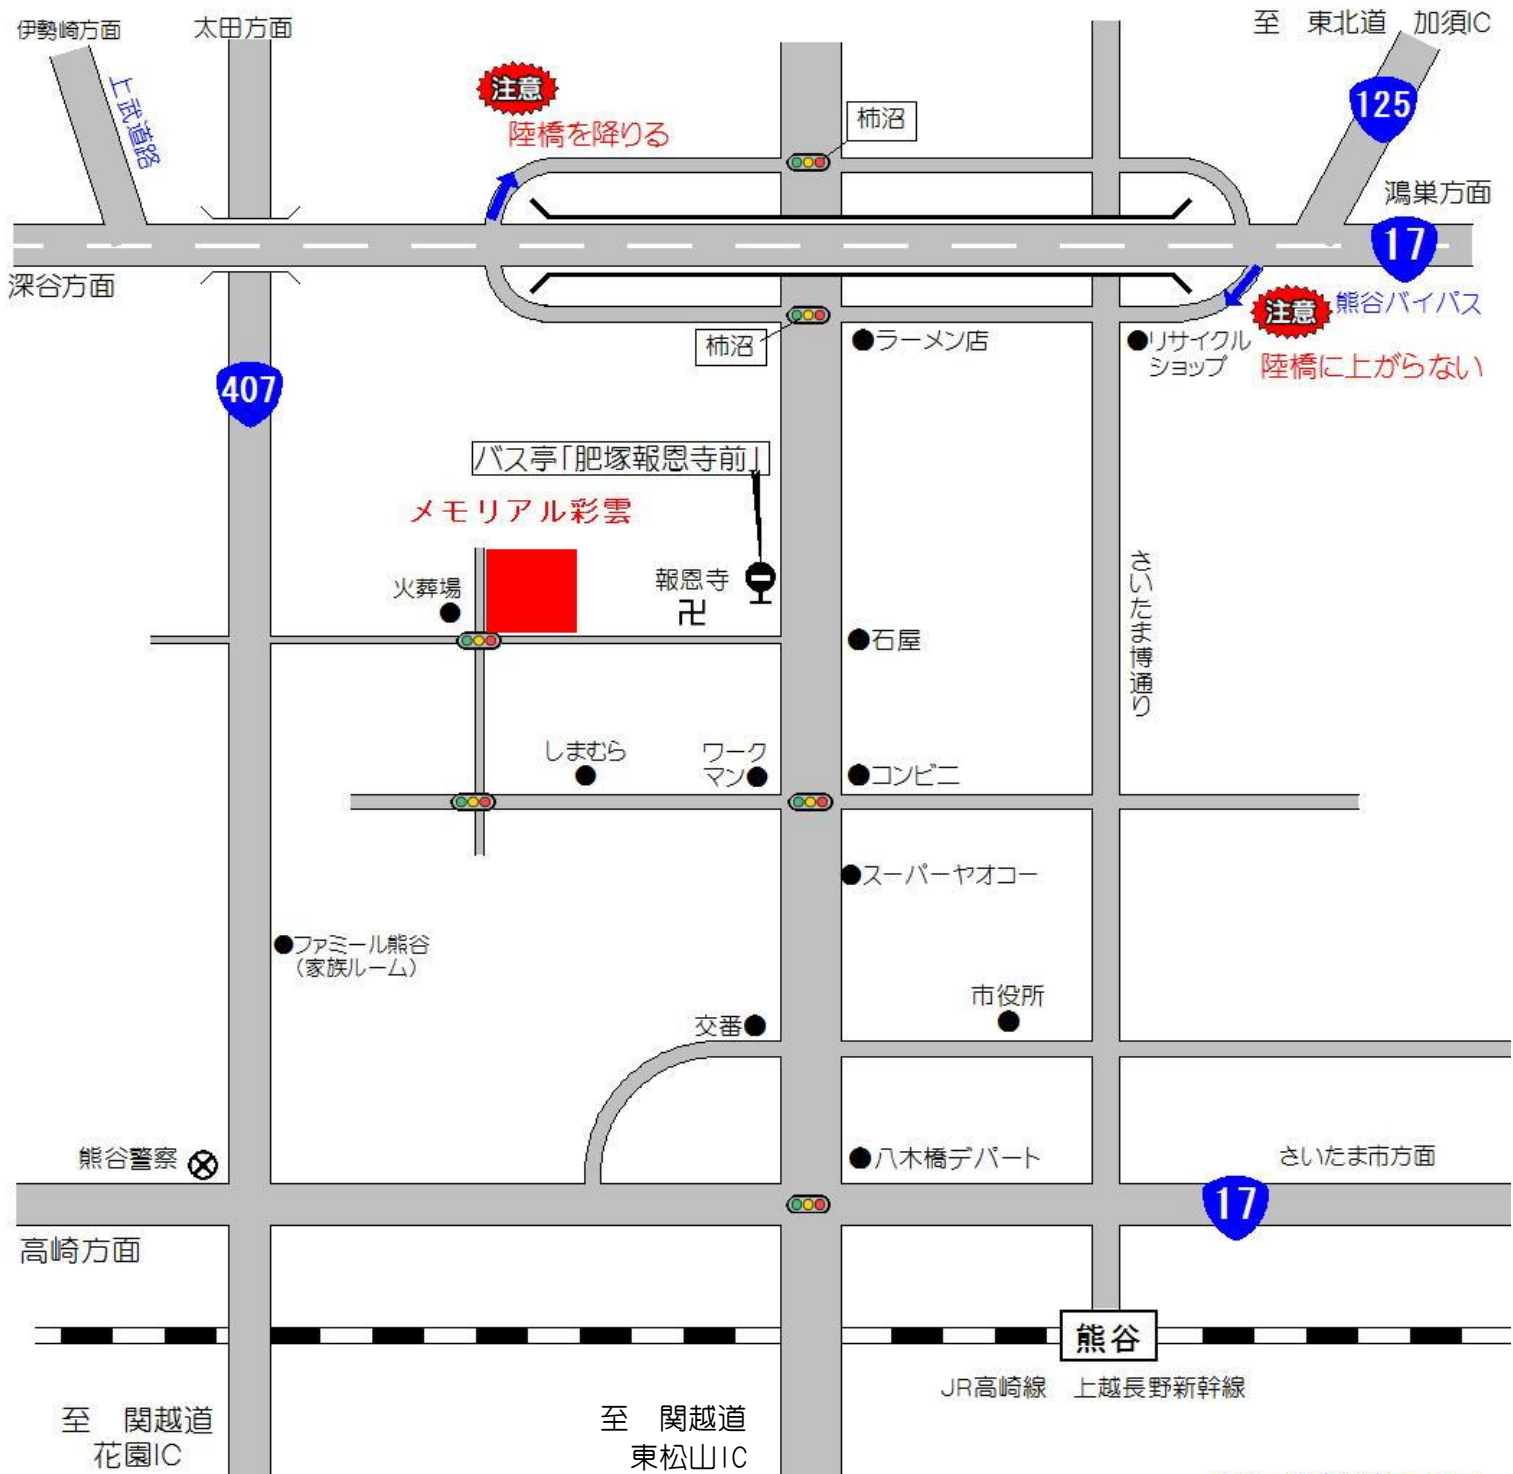 伊勢崎方面
太田方面
至　東北道　加須IC
上武道路
注意
陸橋を降りる
柿沼
125
鴻巣方面
17
深谷方面
注意
熊谷バイパス
柿沼
●ラーメン店
●リサイクル
ショップ
陸橋に上がらない
407
バス亭「肥塚報恩寺前」
メモリアル彩雲
火葬場
報恩寺
卍
●石屋
さいたま博通り
しまむら
ワーク
マン●
●コンビニ
●スーパーヤオコー
●ファミール熊谷
（家族ルーム）
市役所
交番●
熊谷警察
●八木橋デパート
さいたま市方面
17
高崎方面
熊谷
JR高崎線　上越長野新幹線
至　関越道
花園IC
至　関越道
東松山IC